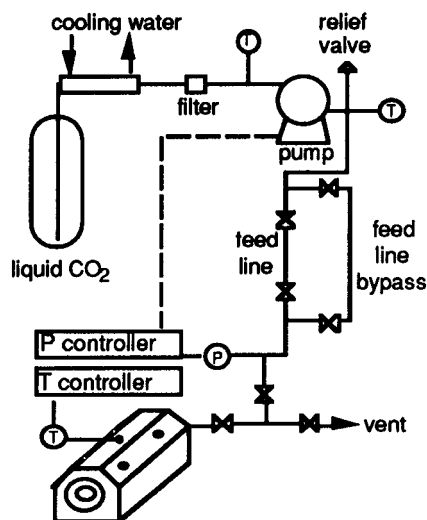 cooling water
relief
valve
T
filter
T
pump
liquid CO2
feed
line
feed
line
bypass
P controller
P
T controller
T
vent